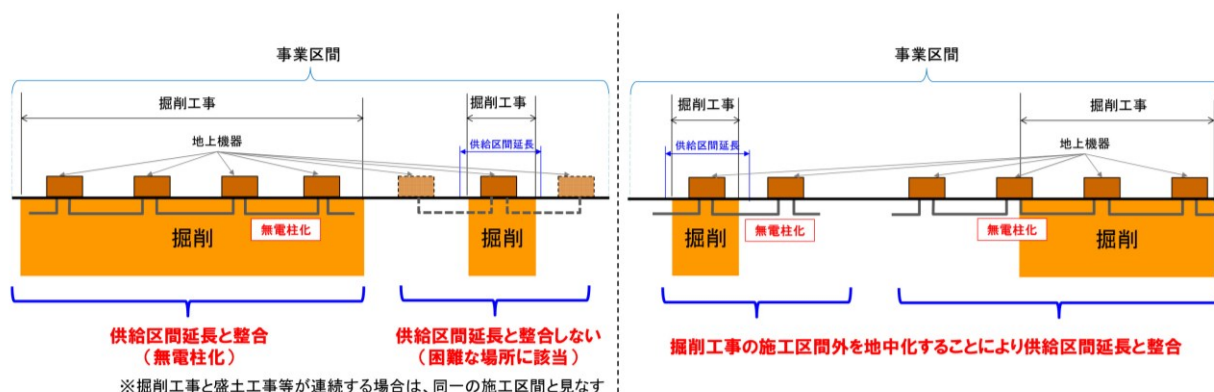 事業区間
掘削工事
掘削工事
地上機器
供給区間延長
無電柱化
掘削
掘削
供給区間延長と整合
（無電柱化）
供給区間延長と整合しない
（困難な場所に該当）
※掘削工事と盛土工事等が連続する場合は、同一の施工区間と見なす
事業区間
掘削工事
掘削工事
供給区間延長
地上機器
無電柱化
無電柱化
掘削
掘削
掘削工事の施工区間外を地中化することにより供給区間延長と整合